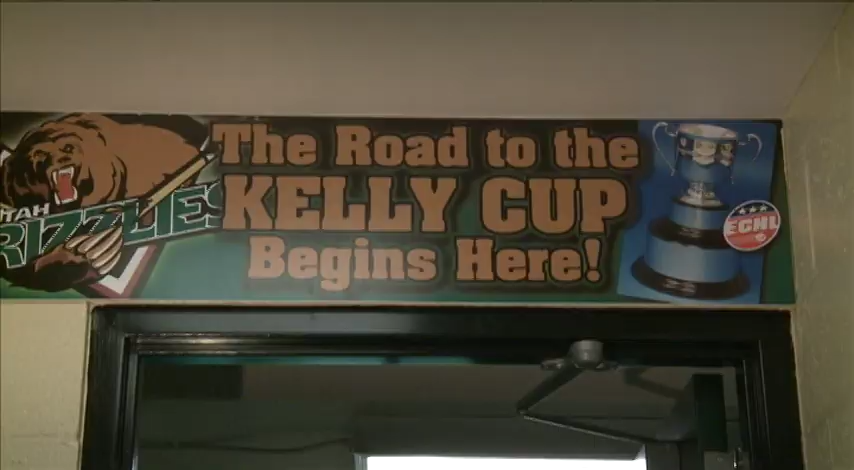 UTAH
GRIZZLIES
The Road to the
KELLY CUP
Begins Here!
ECHL